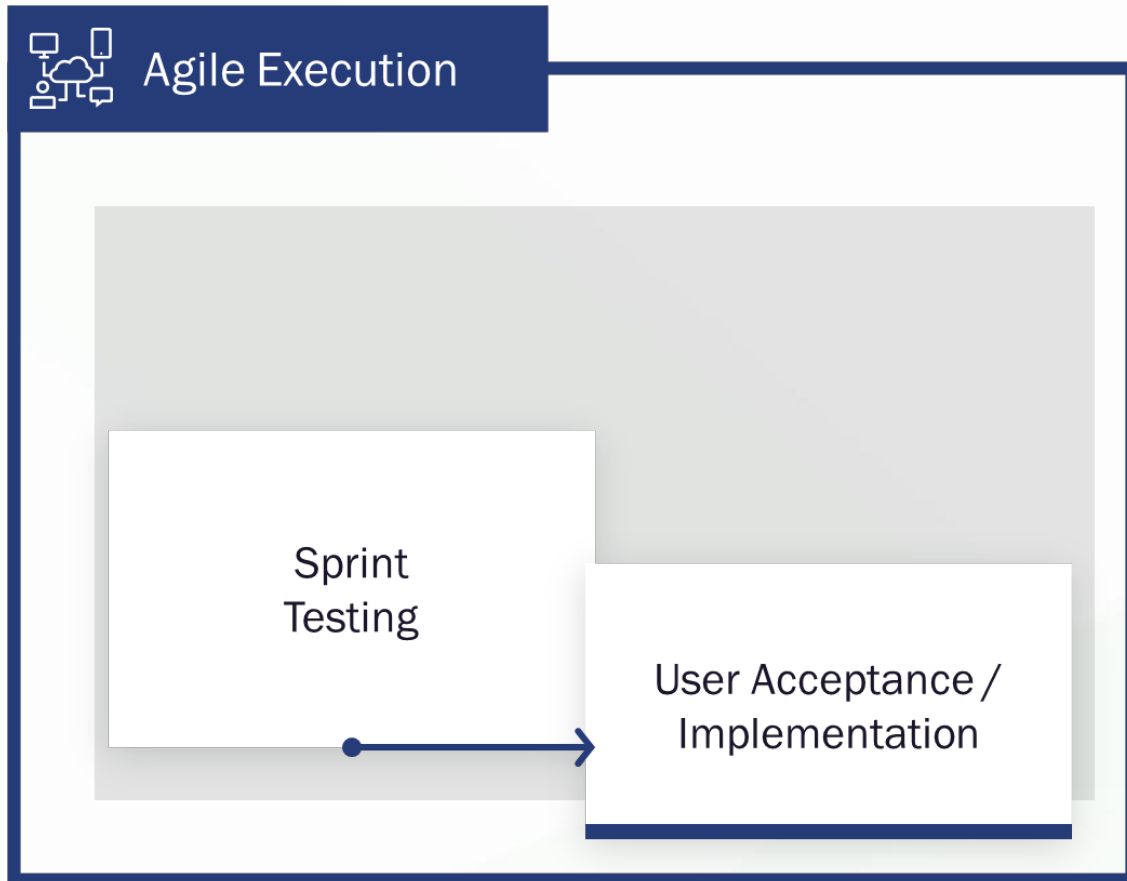 Agile Execution
Sprint
Testing
User Acceptance /
Implementation